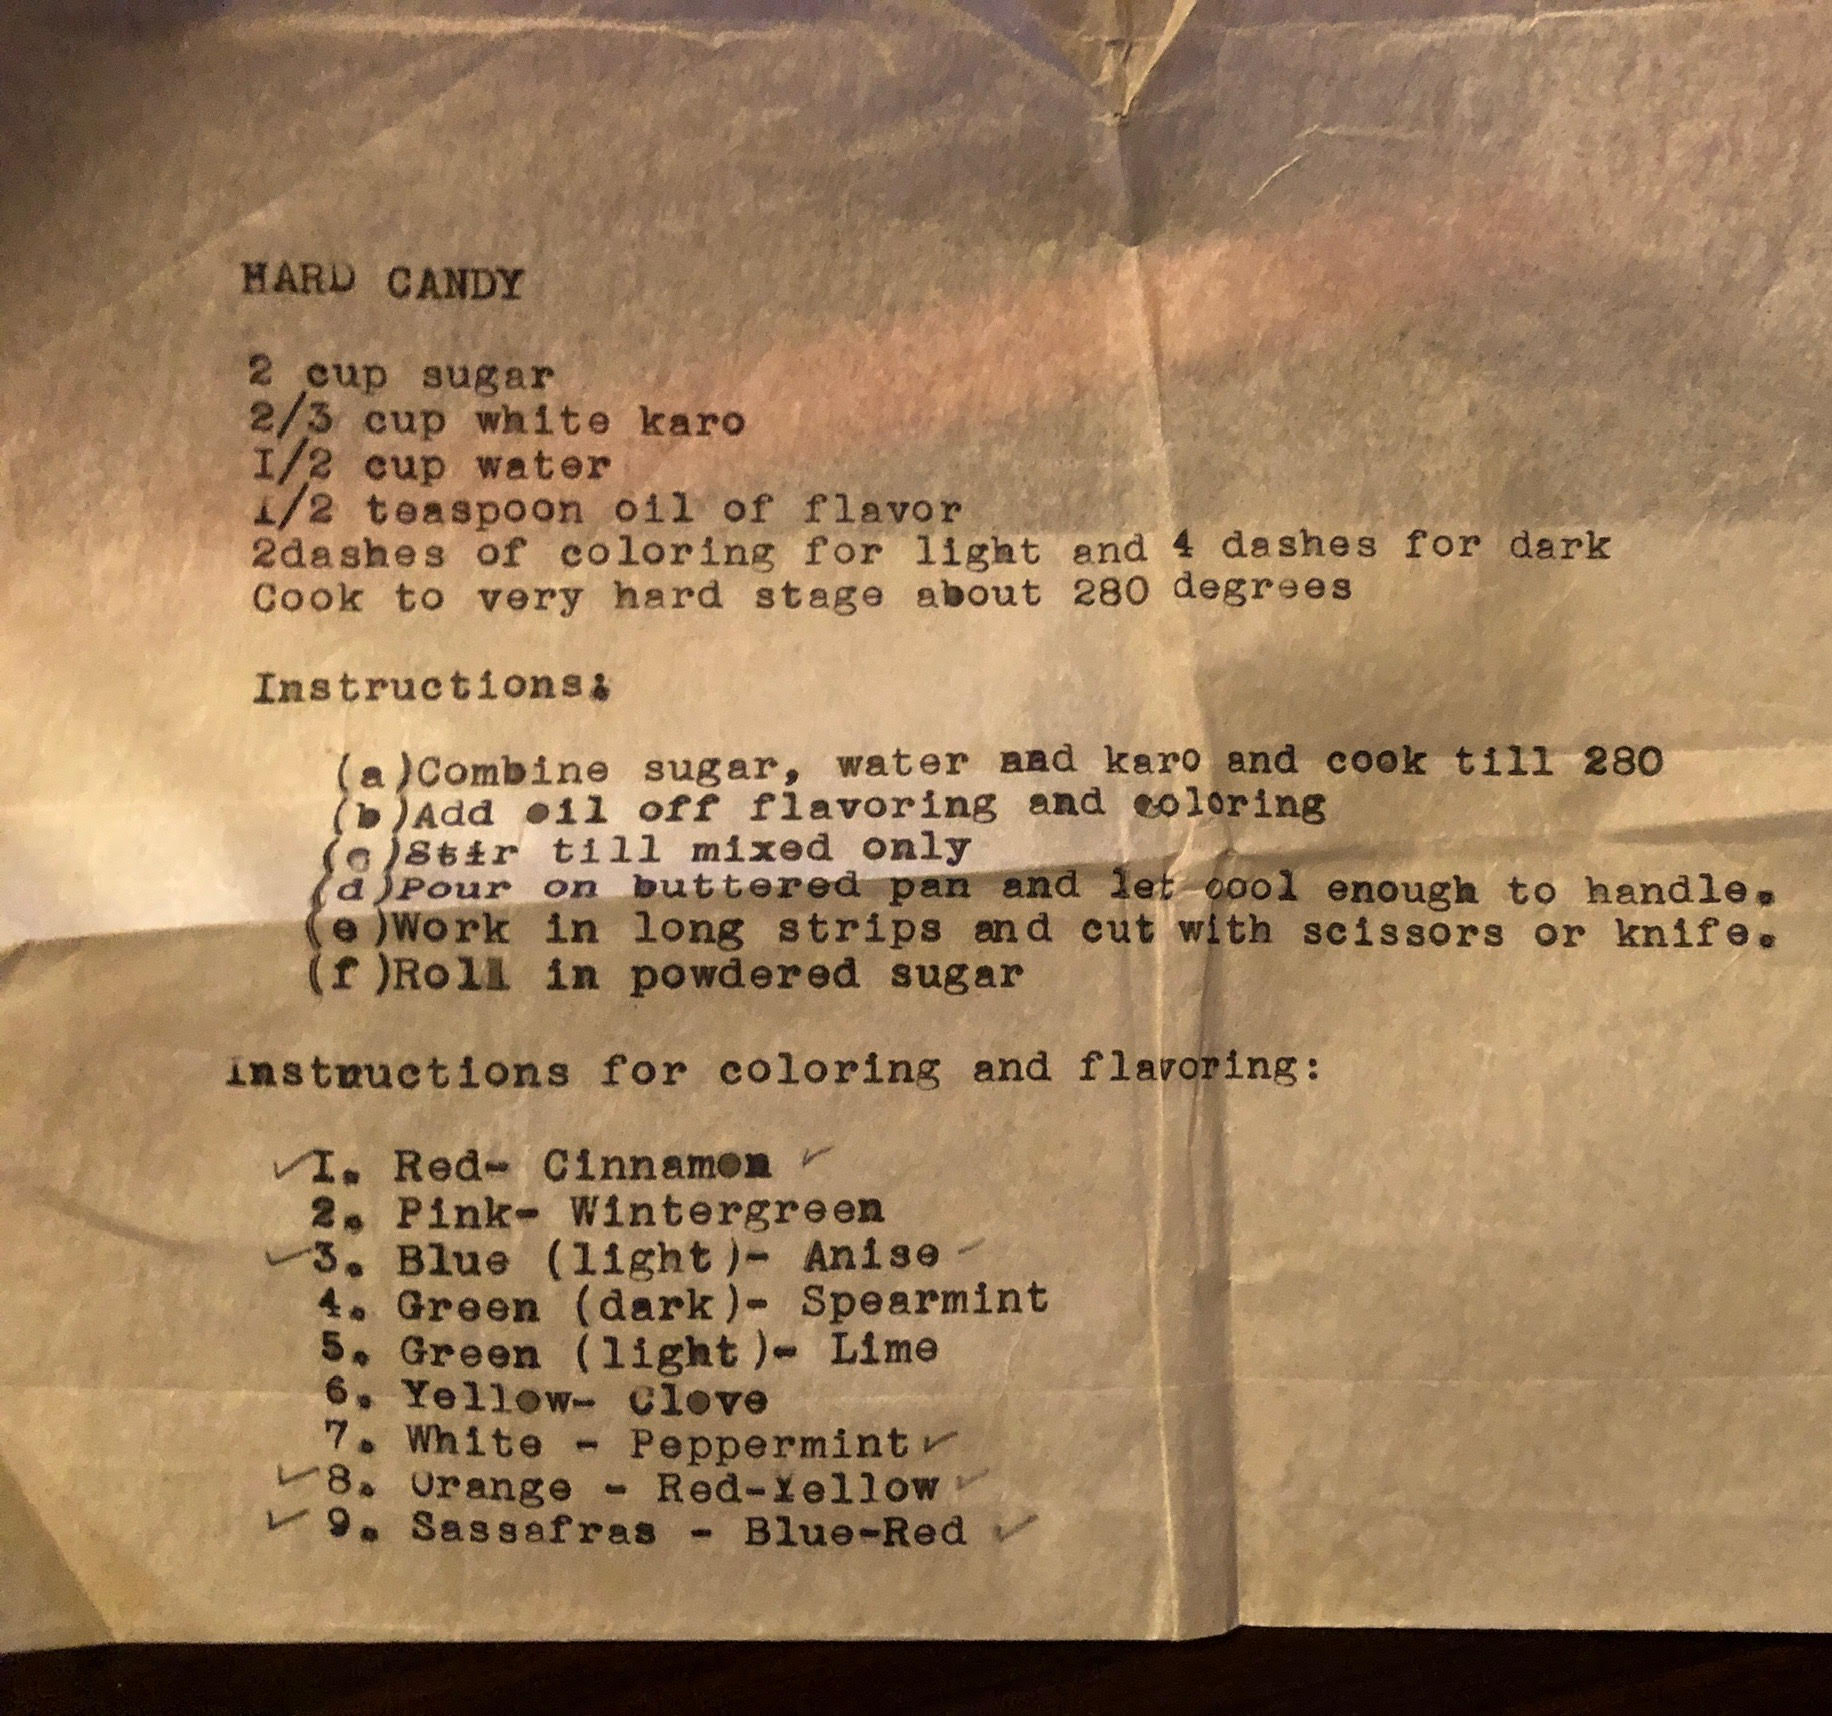 HARD CANDY
2 cup sugar
2/3 cup white karo
I/2 cup water
1/2 teaspoon oil of flavor
2dashes of coloring for light and 4 dashes for dark
Cook to very hard stage about 280 degrees
Instructions:
(a)Combine sugar, water and karo and cook till 280
(b)Add oil off flavoring and coloring
(c)Stir till mixed only
(d)Pour on buttered pan and let cool enough to handle.
(e)Work in long strips and cut with scissors or knife.
(f)Roll in powdered sugar
Instructions for coloring and flavoring:
✓I. Red- Cinnamon ✓
2. Pink- Wintergreen
✓3. Blue (light)- Anise ✓
4. Green (dark)- Spearmint
5. Green (light)- Lime
6. Yellow- Clove
7. White - Peppermint ✓
✓8. Orange - Red-Yellow ✓
✓9. Sassafras - Blue-Red ✓